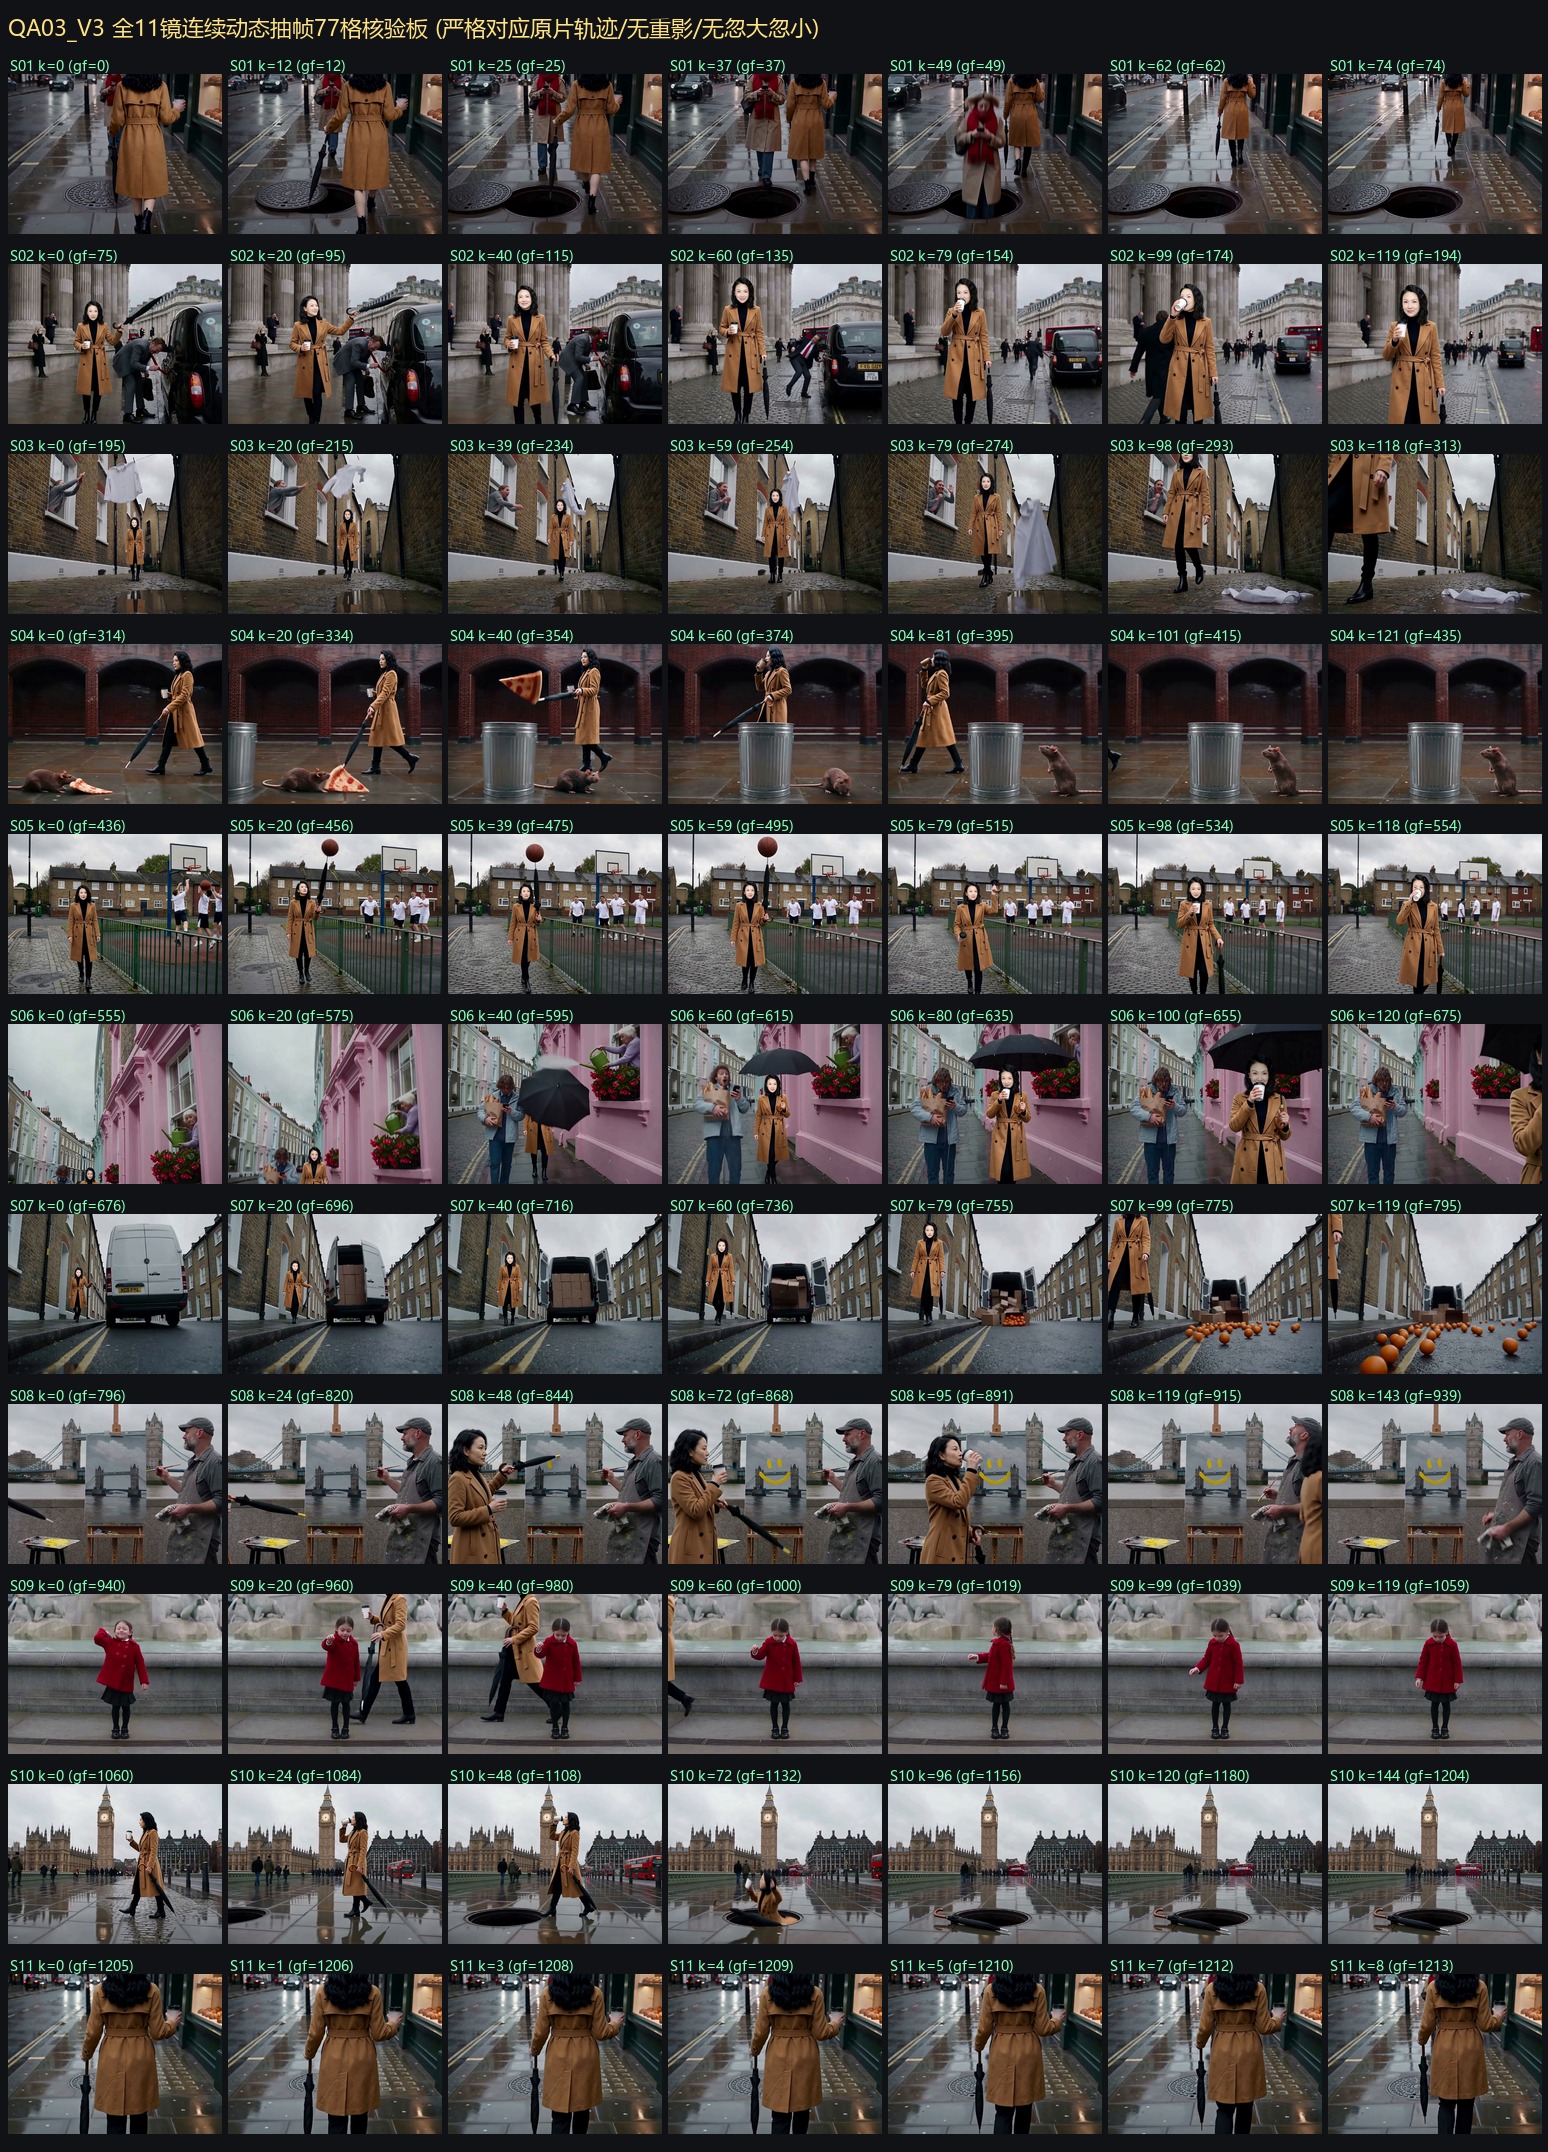 QA03_V3 全11镜连续动态抽帧77格核验板 (严格对应原片轨迹/无重影/无忽大忽小)
S01 k=0 (gf=0) S01 k=12 (gf=12) S01 k=25 (gf=25) S01 k=37 (gf=37) S01 k=49 (gf=49) S01 k=62 (gf=62) S01 k=74 (gf=74)
S02 k=0 (gf=75) S02 k=20 (gf=95) S02 k=40 (gf=115) S02 k=60 (gf=135) S02 k=79 (gf=154) S02 k=99 (gf=174) S02 k=119 (gf=194)
S03 k=0 (gf=195) S03 k=20 (gf=215) S03 k=39 (gf=234) S03 k=59 (gf=254) S03 k=79 (gf=274) S03 k=98 (gf=293) S03 k=118 (gf=313)
S04 k=0 (gf=314) S04 k=20 (gf=334) S04 k=40 (gf=354) S04 k=60 (gf=374) S04 k=81 (gf=395) S04 k=101 (gf=415) S04 k=121 (gf=435)
S05 k=0 (gf=436) S05 k=20 (gf=456) S05 k=39 (gf=475) S05 k=59 (gf=495) S05 k=79 (gf=515) S05 k=98 (gf=534) S05 k=118 (gf=554)
S06 k=0 (gf=555) S06 k=20 (gf=575) S06 k=40 (gf=595) S06 k=60 (gf=615) S06 k=80 (gf=635) S06 k=100 (gf=655) S06 k=120 (gf=675)
S07 k=0 (gf=676) S07 k=20 (gf=696) S07 k=40 (gf=716) S07 k=60 (gf=736) S07 k=79 (gf=755) S07 k=99 (gf=775) S07 k=119 (gf=795)
S08 k=0 (gf=796) S08 k=24 (gf=820) S08 k=48 (gf=844) S08 k=72 (gf=868) S08 k=95 (gf=891) S08 k=119 (gf=915) S08 k=143 (gf=939)
S09 k=0 (gf=940) S09 k=20 (gf=960) S09 k=40 (gf=980) S09 k=60 (gf=1000) S09 k=79 (gf=1019) S09 k=99 (gf=1039) S09 k=119 (gf=1059)
S10 k=0 (gf=1060) S10 k=24 (gf=1084) S10 k=48 (gf=1108) S10 k=72 (gf=1132) S10 k=96 (gf=1156) S10 k=120 (gf=1180) S10 k=144 (gf=1204)
S11 k=0 (gf=1205) S11 k=1 (gf=1206) S11 k=3 (gf=1208) S11 k=4 (gf=1209) S11 k=5 (gf=1210) S11 k=7 (gf=1212) S11 k=8 (gf=1213)